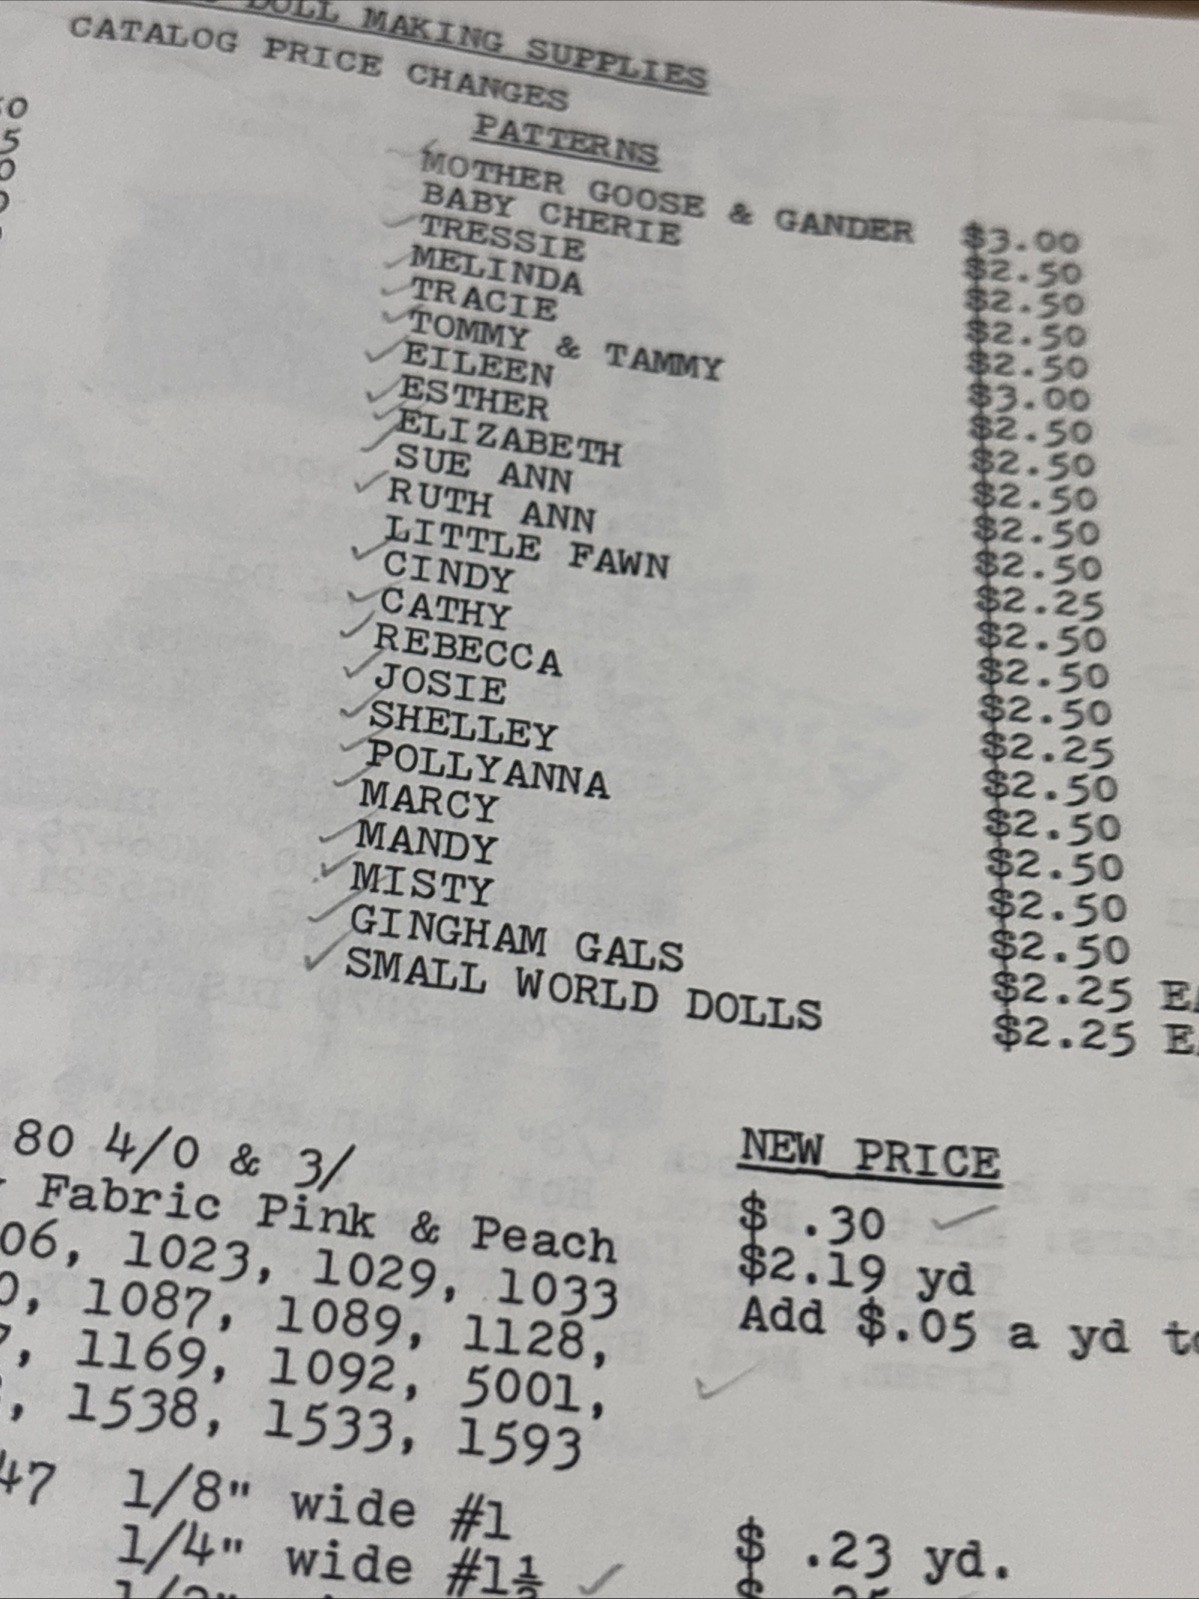 DOLL MAKING SUPPLIES
CATALOG PRICE CHANGES
PATTERNS
MOTHER GOOSE & GANDER $3.00
BABY CHERIE $2.50
TRESSIE $2.50
MELINDA $2.50
TRACIE $2.50
TOMMY & TAMMY $3.00
EILEEN $2.50
ESTHER $2.50
ELIZABETH $2.50
SUE ANN $2.50
RUTH ANN $2.50
LITTLE FAWN $2.25
CINDY $2.50
CATHY $2.50
REBECCA $2.50
JOSIE $2.25
SHELLEY $2.50
POLLYANNA $2.50
MARCY $2.50
MANDY $2.50
MISTY $2.50
GINGHAM GALS $2.25 EA
SMALL WORLD DOLLS $2.25 E
NEW PRICE
80 4/0 & 3/ $ .30
Fabric Pink & Peach $2.19 yd
06, 1023, 1029, 1033 Add $.05 a yd to
0, 1087, 1089, 1128,
7, 1169, 1092, 5001,
, 1538, 1533, 1593
47 1/8" wide #1 $ .23 yd.
1/4" wide #1½